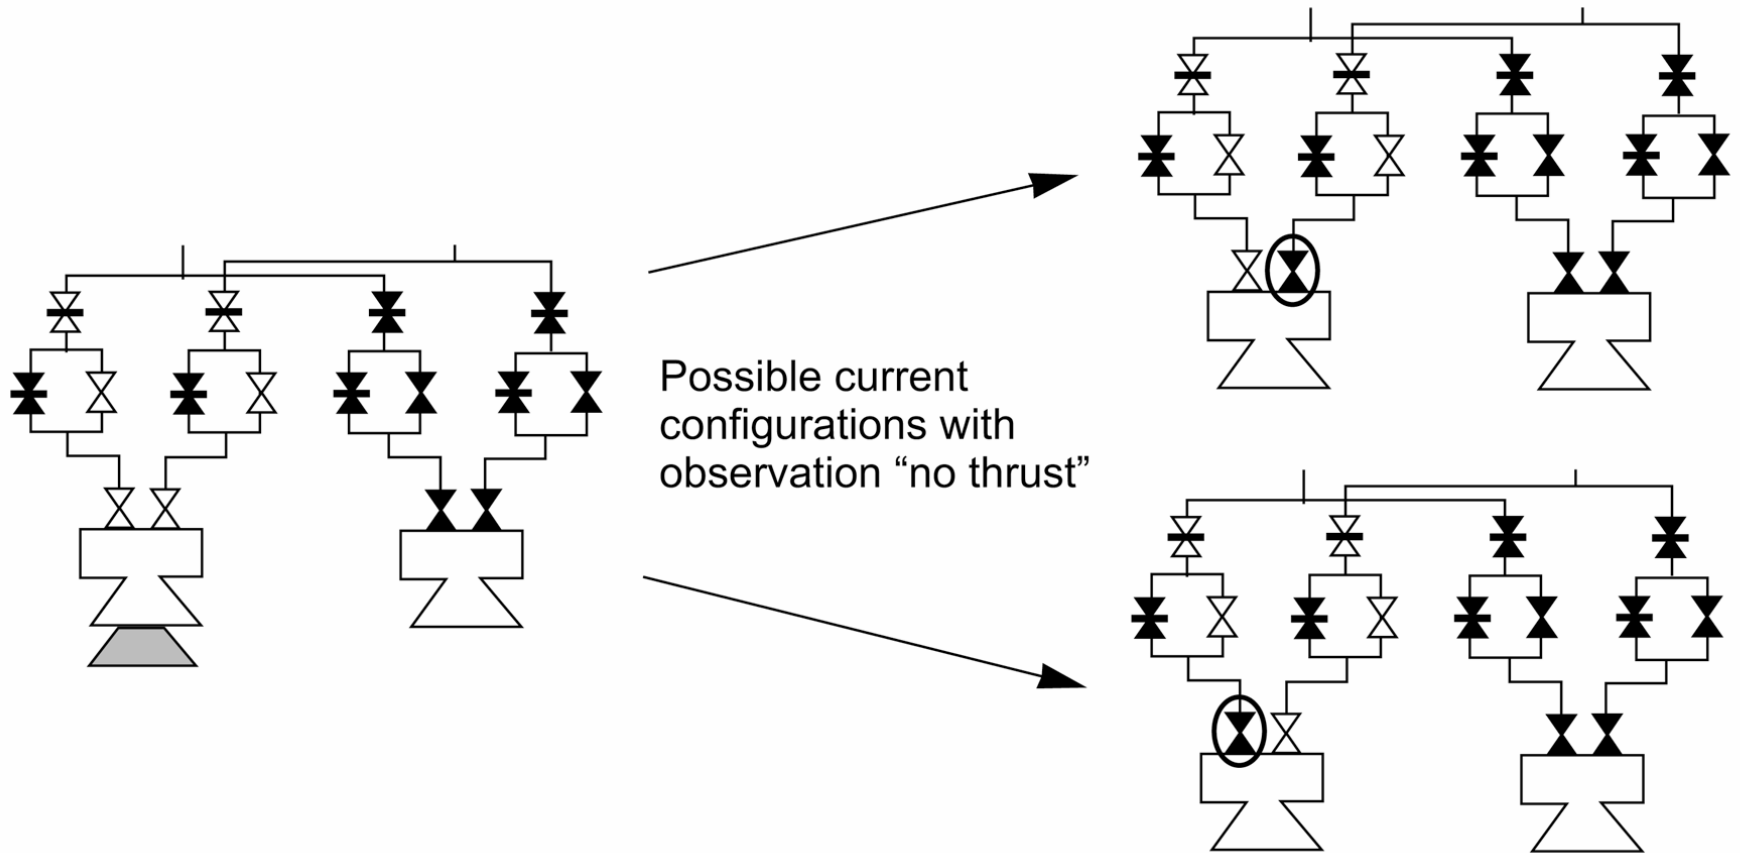 Possible current
configurations with
observation “no thrust”